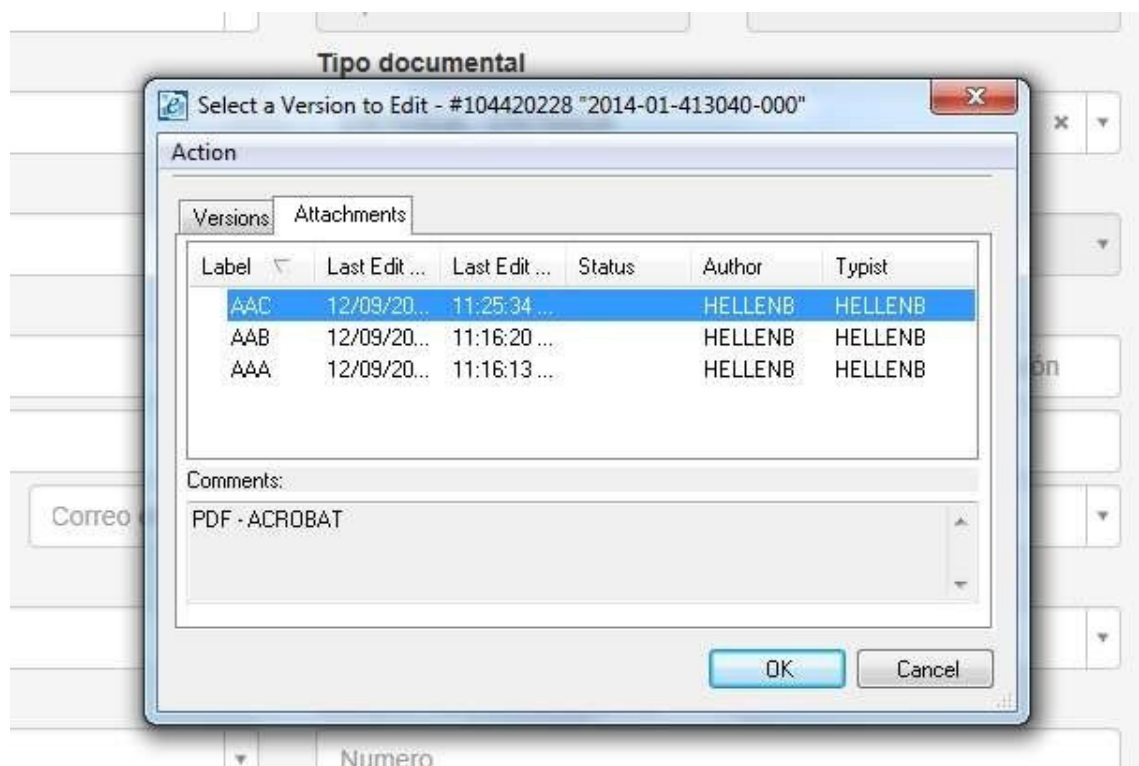 Tipo documental
Select a Version to Edit - #104420228 "2014-01-413040-000"
Action
Versions Attachments
Label Last Edit ... Last Edit ... Status Author Typist
AAC 12/09/20... 11:25:34 ... HELLENB HELLENB
AAB 12/09/20... 11:16:20 ... HELLENB HELLENB
AAA 12/09/20... 11:16:13 ... HELLENB HELLENB
ón
Comments:
Correo
PDF - ACROBAT
OK Cancel
Numero